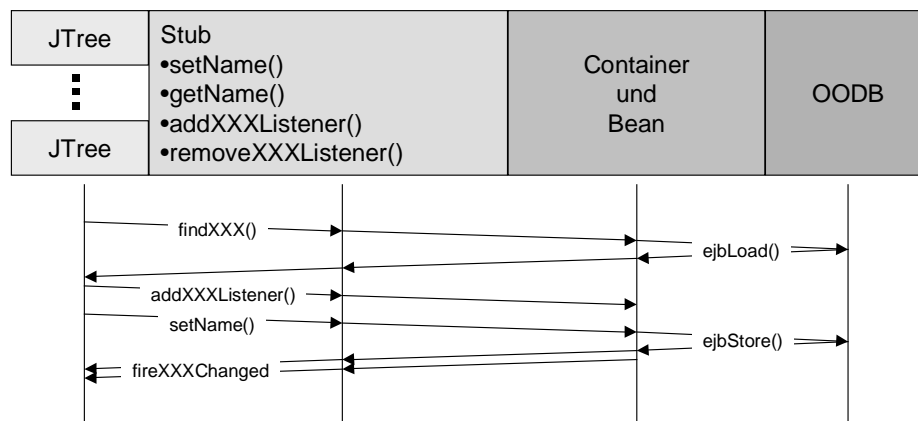 JTree
JTree
Stub
•setName()
•getName()
•addXXXListener()
•removeXXXListener()
Container
und
Bean
OODB
findXXX()
ejbLoad()
addXXXListener()
setName()
ejbStore()
fireXXXChanged